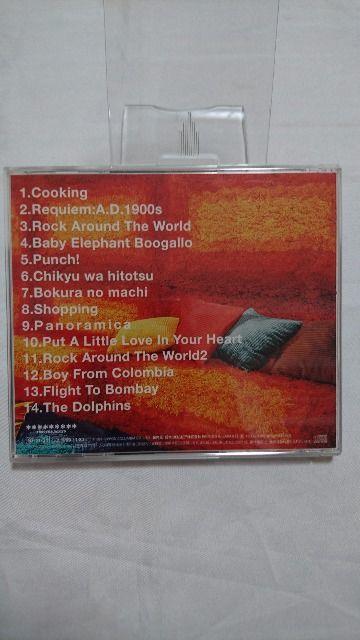 1.Cooking
2.Requiem:A.D.1900s
3.Rock Around The World
4.Baby Elephant Boogallo
5.Punch!
6.Chikyu wa hitotsu
7.Bokura no machi
8.Shopping
9.Panoramica
10.Put A Little Love In Your Heart
11.Rock Around The World2
12.Boy From Colombia
13.Flight To Bombay
14.The Dolphins
*********